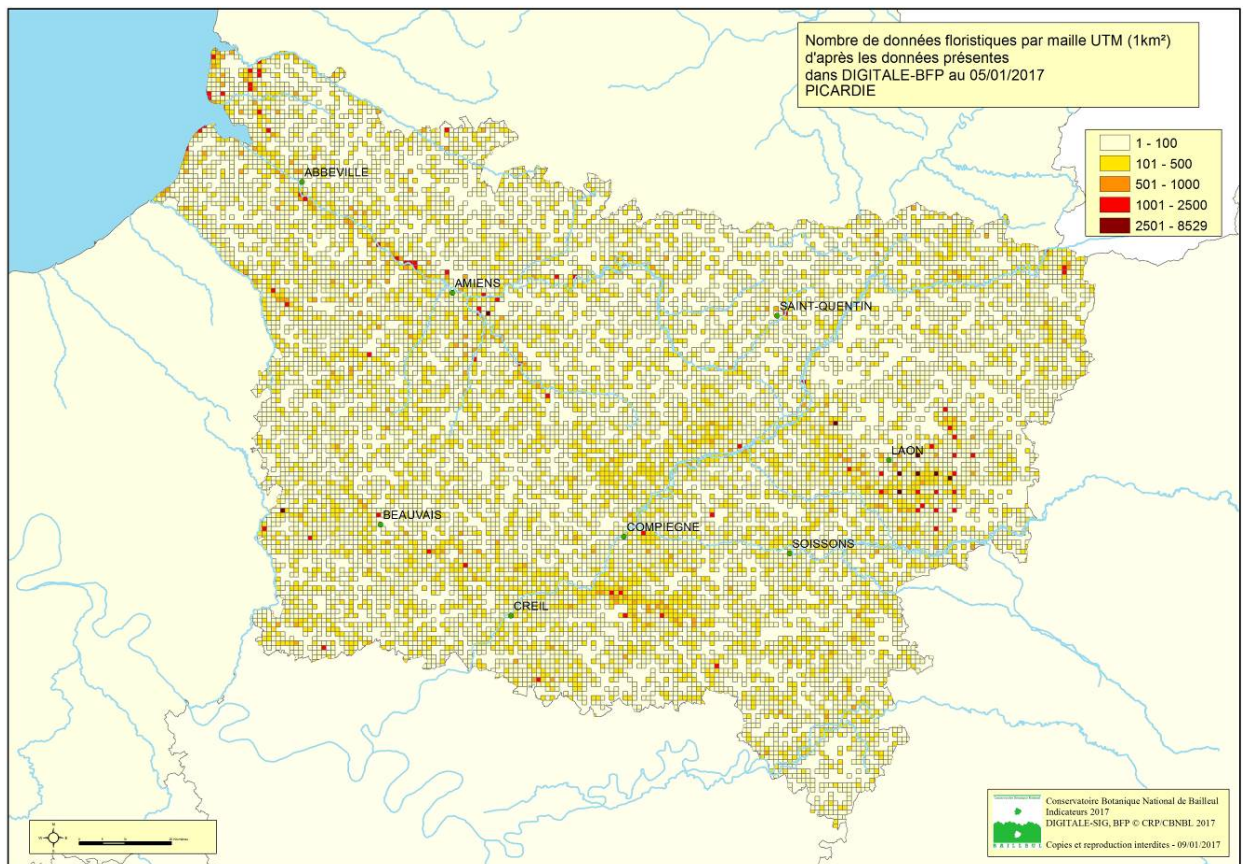 Nombre de données floristiques par maille UTM (1km²)
d'après les données présentes
dans DIGITALE-BFP au 05/01/2017
PICARDIE
1 - 100
101 - 500
501 - 1000
1001 - 2500
2501 - 8529
ABBEVILLE
AMIENS
SAINT-QUENTIN
LAON
BEAUVAIS
COMPIEGNE
SOISSONS
CREIL
Conservatoire Botanique National de Bailleul
Indicateurs 2017
DIGITALE-SIG, BFP © CRP/CBNBL 2017
Copies et reproduction interdites - 09/01/2017
BAILLEUL